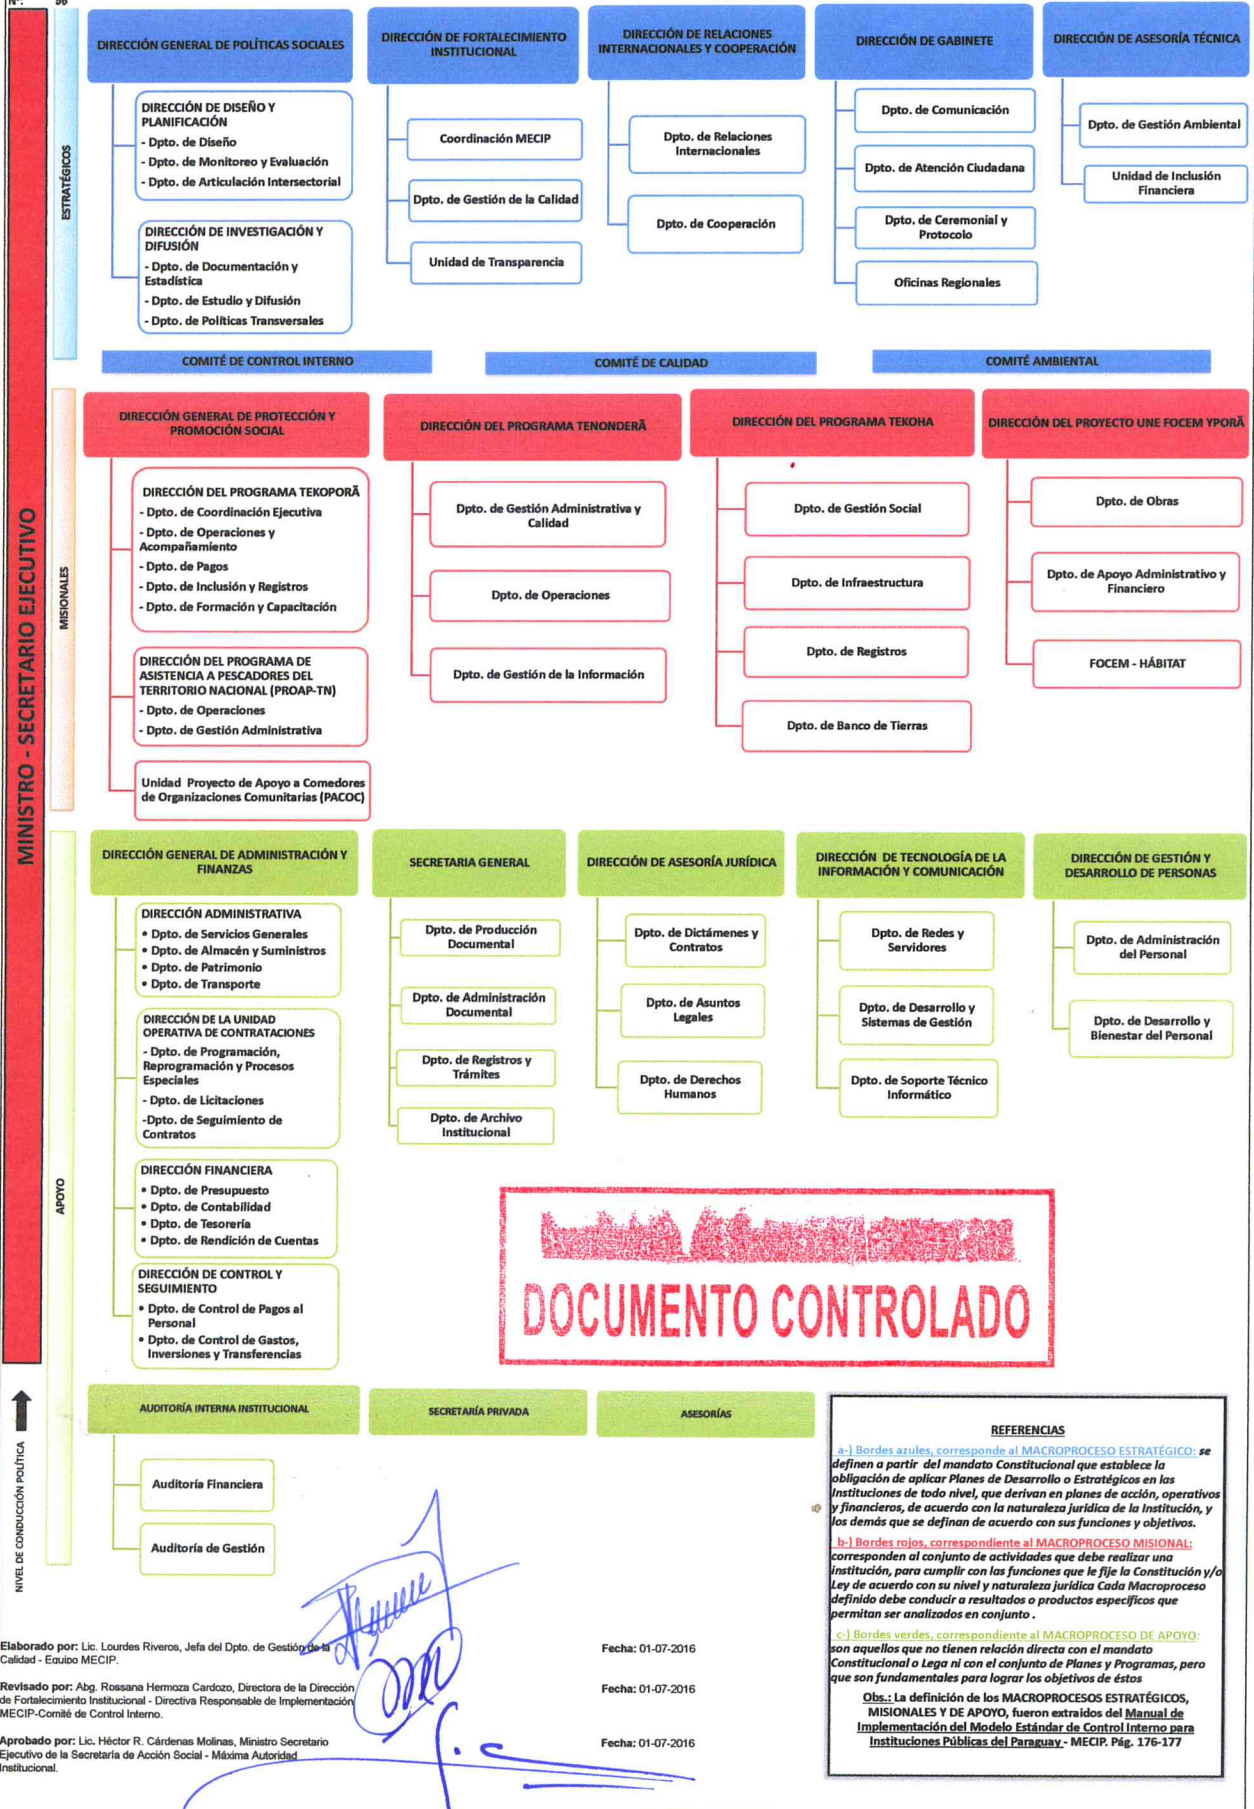 N°: 56
MINISTRO - SECRETARIO EJECUTIVO
NIVEL DE CONDUCCIÓN POLÍTICA
ESTRATÉGICOS
DIRECCIÓN GENERAL DE POLÍTICAS SOCIALES
DIRECCIÓN DE DISEÑO Y
PLANIFICACIÓN
- Dpto. de Diseño
- Dpto. de Monitoreo y Evaluación
- Dpto. de Articulación Intersectorial
DIRECCIÓN DE INVESTIGACIÓN Y
DIFUSIÓN
- Dpto. de Documentación y
Estadística
- Dpto. de Estudio y Difusión
- Dpto. de Políticas Transversales
DIRECCIÓN DE FORTALECIMIENTO
INSTITUCIONAL
Coordinación MECIP
Dpto. de Gestión de la Calidad
Unidad de Transparencia
DIRECCIÓN DE RELACIONES
INTERNACIONALES Y COOPERACIÓN
Dpto. de Relaciones
Internacionales
Dpto. de Cooperación
DIRECCIÓN DE GABINETE
Dpto. de Comunicación
Dpto. de Atención Ciudadana
Dpto. de Ceremonial y
Protocolo
Oficinas Regionales
DIRECCIÓN DE ASESORÍA TÉCNICA
Dpto. de Gestión Ambiental
Unidad de Inclusión
Financiera
COMITÉ DE CONTROL INTERNO
COMITÉ DE CALIDAD
COMITÉ AMBIENTAL
MISIONALES
DIRECCIÓN GENERAL DE PROTECCIÓN Y
PROMOCIÓN SOCIAL
DIRECCIÓN DEL PROGRAMA TEKOPORÃ
- Dpto. de Coordinación Ejecutiva
- Dpto. de Operaciones y
Acompañamiento
- Dpto. de Pagos
- Dpto. de Inclusión y Registros
- Dpto. de Formación y Capacitación
DIRECCIÓN DEL PROGRAMA DE
ASISTENCIA A PESCADORES DEL
TERRITORIO NACIONAL (PROAP-TN)
- Dpto. de Operaciones
- Dpto. de Gestión Administrativa
Unidad Proyecto de Apoyo a Comedores
de Organizaciones Comunitarias (PACOC)
DIRECCIÓN DEL PROGRAMA TENONDERÃ
Dpto. de Gestión Administrativa y
Calidad
Dpto. de Operaciones
Dpto. de Gestión de la Información
DIRECCIÓN DEL PROGRAMA TEKOHA
Dpto. de Gestión Social
Dpto. de Infraestructura
Dpto. de Registros
Dpto. de Banco de Tierras
DIRECCIÓN DEL PROYECTO UNE FOCEM YPORÃ
Dpto. de Obras
Dpto. de Apoyo Administrativo y
Financiero
FOCEM - HÁBITAT
APOYO
DIRECCIÓN GENERAL DE ADMINISTRACIÓN Y
FINANZAS
DIRECCIÓN ADMINISTRATIVA
• Dpto. de Servicios Generales
• Dpto. de Almacén y Suministros
• Dpto. de Patrimonio
• Dpto. de Transporte
DIRECCIÓN DE LA UNIDAD
OPERATIVA DE CONTRATACIONES
- Dpto. de Programación,
Reprogramación y Procesos
Especiales
- Dpto. de Licitaciones
-Dpto. de Seguimiento de
Contratos
DIRECCIÓN FINANCIERA
• Dpto. de Presupuesto
• Dpto. de Contabilidad
• Dpto. de Tesorería
• Dpto. de Rendición de Cuentas
DIRECCIÓN DE CONTROL Y
SEGUIMIENTO
• Dpto. de Control de Pagos al
Personal
• Dpto. de Control de Gastos,
Inversiones y Transferencias
SECRETARIA GENERAL
Dpto. de Producción
Documental
Dpto. de Administración
Documental
Dpto. de Registros y
Trámites
Dpto. de Archivo
Institucional
DIRECCIÓN DE ASESORÍA JURÍDICA
Dpto. de Dictámenes y
Contratos
Dpto. de Asuntos
Legales
Dpto. de Derechos
Humanos
DIRECCIÓN DE TECNOLOGÍA DE LA
INFORMACIÓN Y COMUNICACIÓN
Dpto. de Redes y
Servidores
Dpto. de Desarrollo y
Sistemas de Gestión
Dpto. de Soporte Técnico
Informático
DIRECCIÓN DE GESTIÓN Y
DESARROLLO DE PERSONAS
Dpto. de Administración
del Personal
Dpto. de Desarrollo y
Bienestar del Personal
DOCUMENTO CONTROLADO
AUDITORÍA INTERNA INSTITUCIONAL
Auditoría Financiera
Auditoría de Gestión
SECRETARÍA PRIVADA
ASESORÍAS
REFERENCIAS
a-) Bordes azules, corresponde al MACROPROCESO ESTRATÉGICO: se
definen a partir del mandato Constitucional que establece la
obligación de aplicar Planes de Desarrollo o Estratégicos en las
Instituciones de todo nivel, que derivan en planes de acción, operativos
y financieros, de acuerdo con la naturaleza jurídica de la Institución, y
los demás que se definan de acuerdo con sus funciones y objetivos.
b-) Bordes rojos, correspondiente al MACROPROCESO MISIONAL:
corresponden al conjunto de actividades que debe realizar una
institución, para cumplir con las funciones que le fije la Constitución y/o
Ley de acuerdo con su nivel y naturaleza jurídica Cada Macroproceso
definido debe conducir a resultados o productos específicos que
permitan ser analizados en conjunto .
c-) Bordes verdes, correspondiente al MACROPROCESO DE APOYO:
son aquellos que no tienen relación directa con el mandato
Constitucional o Lega ni con el conjunto de Planes y Programas, pero
que son fundamentales para lograr los objetivos de éstos
Obs.: La definición de los MACROPROCESOS ESTRATÉGICOS,
MISIONALES Y DE APOYO, fueron extraidos del Manual de
Implementación del Modelo Estándar de Control Interno para
Instituciones Públicas del Paraguay - MECIP. Pág. 176-177
Elaborado por: Lic. Lourdes Riveros, Jefa del Dpto. de Gestión de la
Calidad - Equipo MECIP.
Fecha: 01-07-2016
Revisado por: Abg. Rossana Hermoza Cardozo, Directora de la Dirección
de Fortalecimiento Institucional - Directiva Responsable de Implementación
MECIP-Comité de Control Interno.
Fecha: 01-07-2016
Aprobado por: Lic. Héctor R. Cárdenas Molinas, Ministro Secretario
Ejecutivo de la Secretaría de Acción Social - Máxima Autoridad
Institucional.
Fecha: 01-07-2016